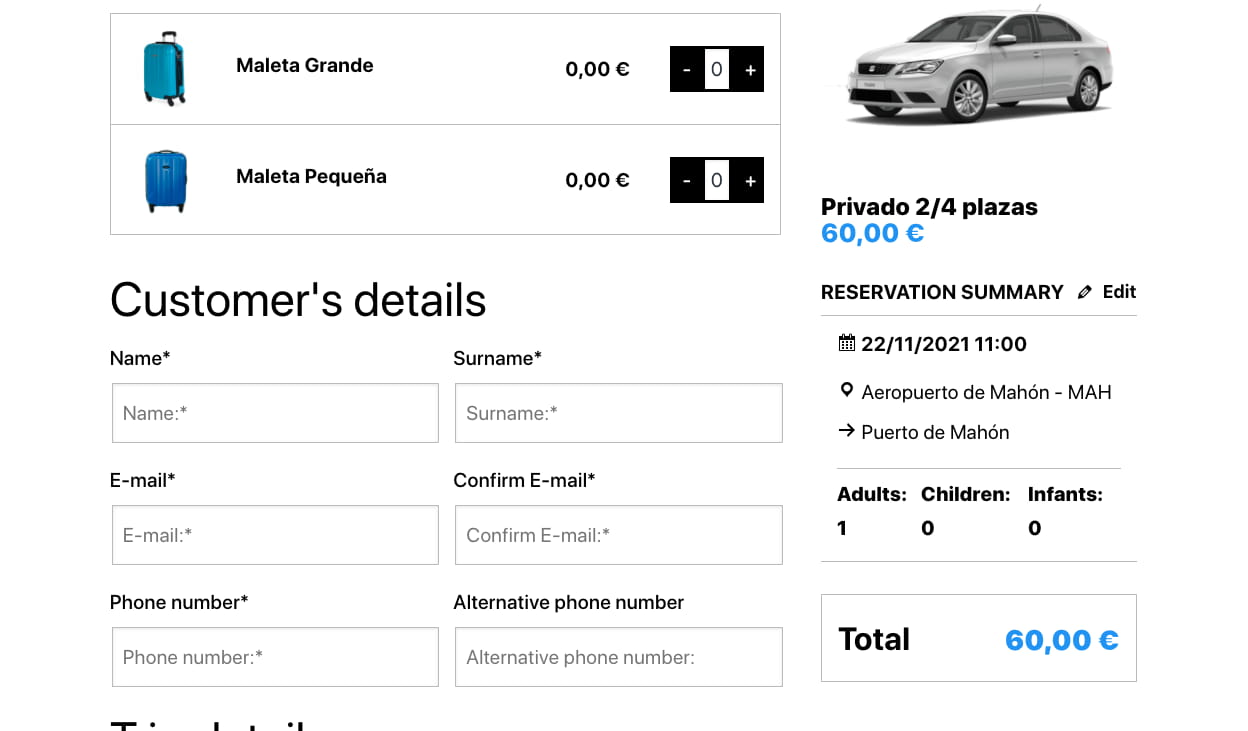 Maleta Grande
0,00 €
- 0 +
Maleta Pequeña
0,00 €
- 0 +
Customer's details
Name*
Surname*
Name:*
Surname:*
E-mail*
Confirm E-mail*
E-mail:*
Confirm E-mail:*
Phone number*
Alternative phone number
Phone number:*
Alternative phone number:
Privado 2/4 plazas
60,00 €
RESERVATION SUMMARY Edit
22/11/2021 11:00
Aeropuerto de Mahón - MAH
Puerto de Mahón
Adults: Children: Infants:
1 0 0
Total 60,00 €